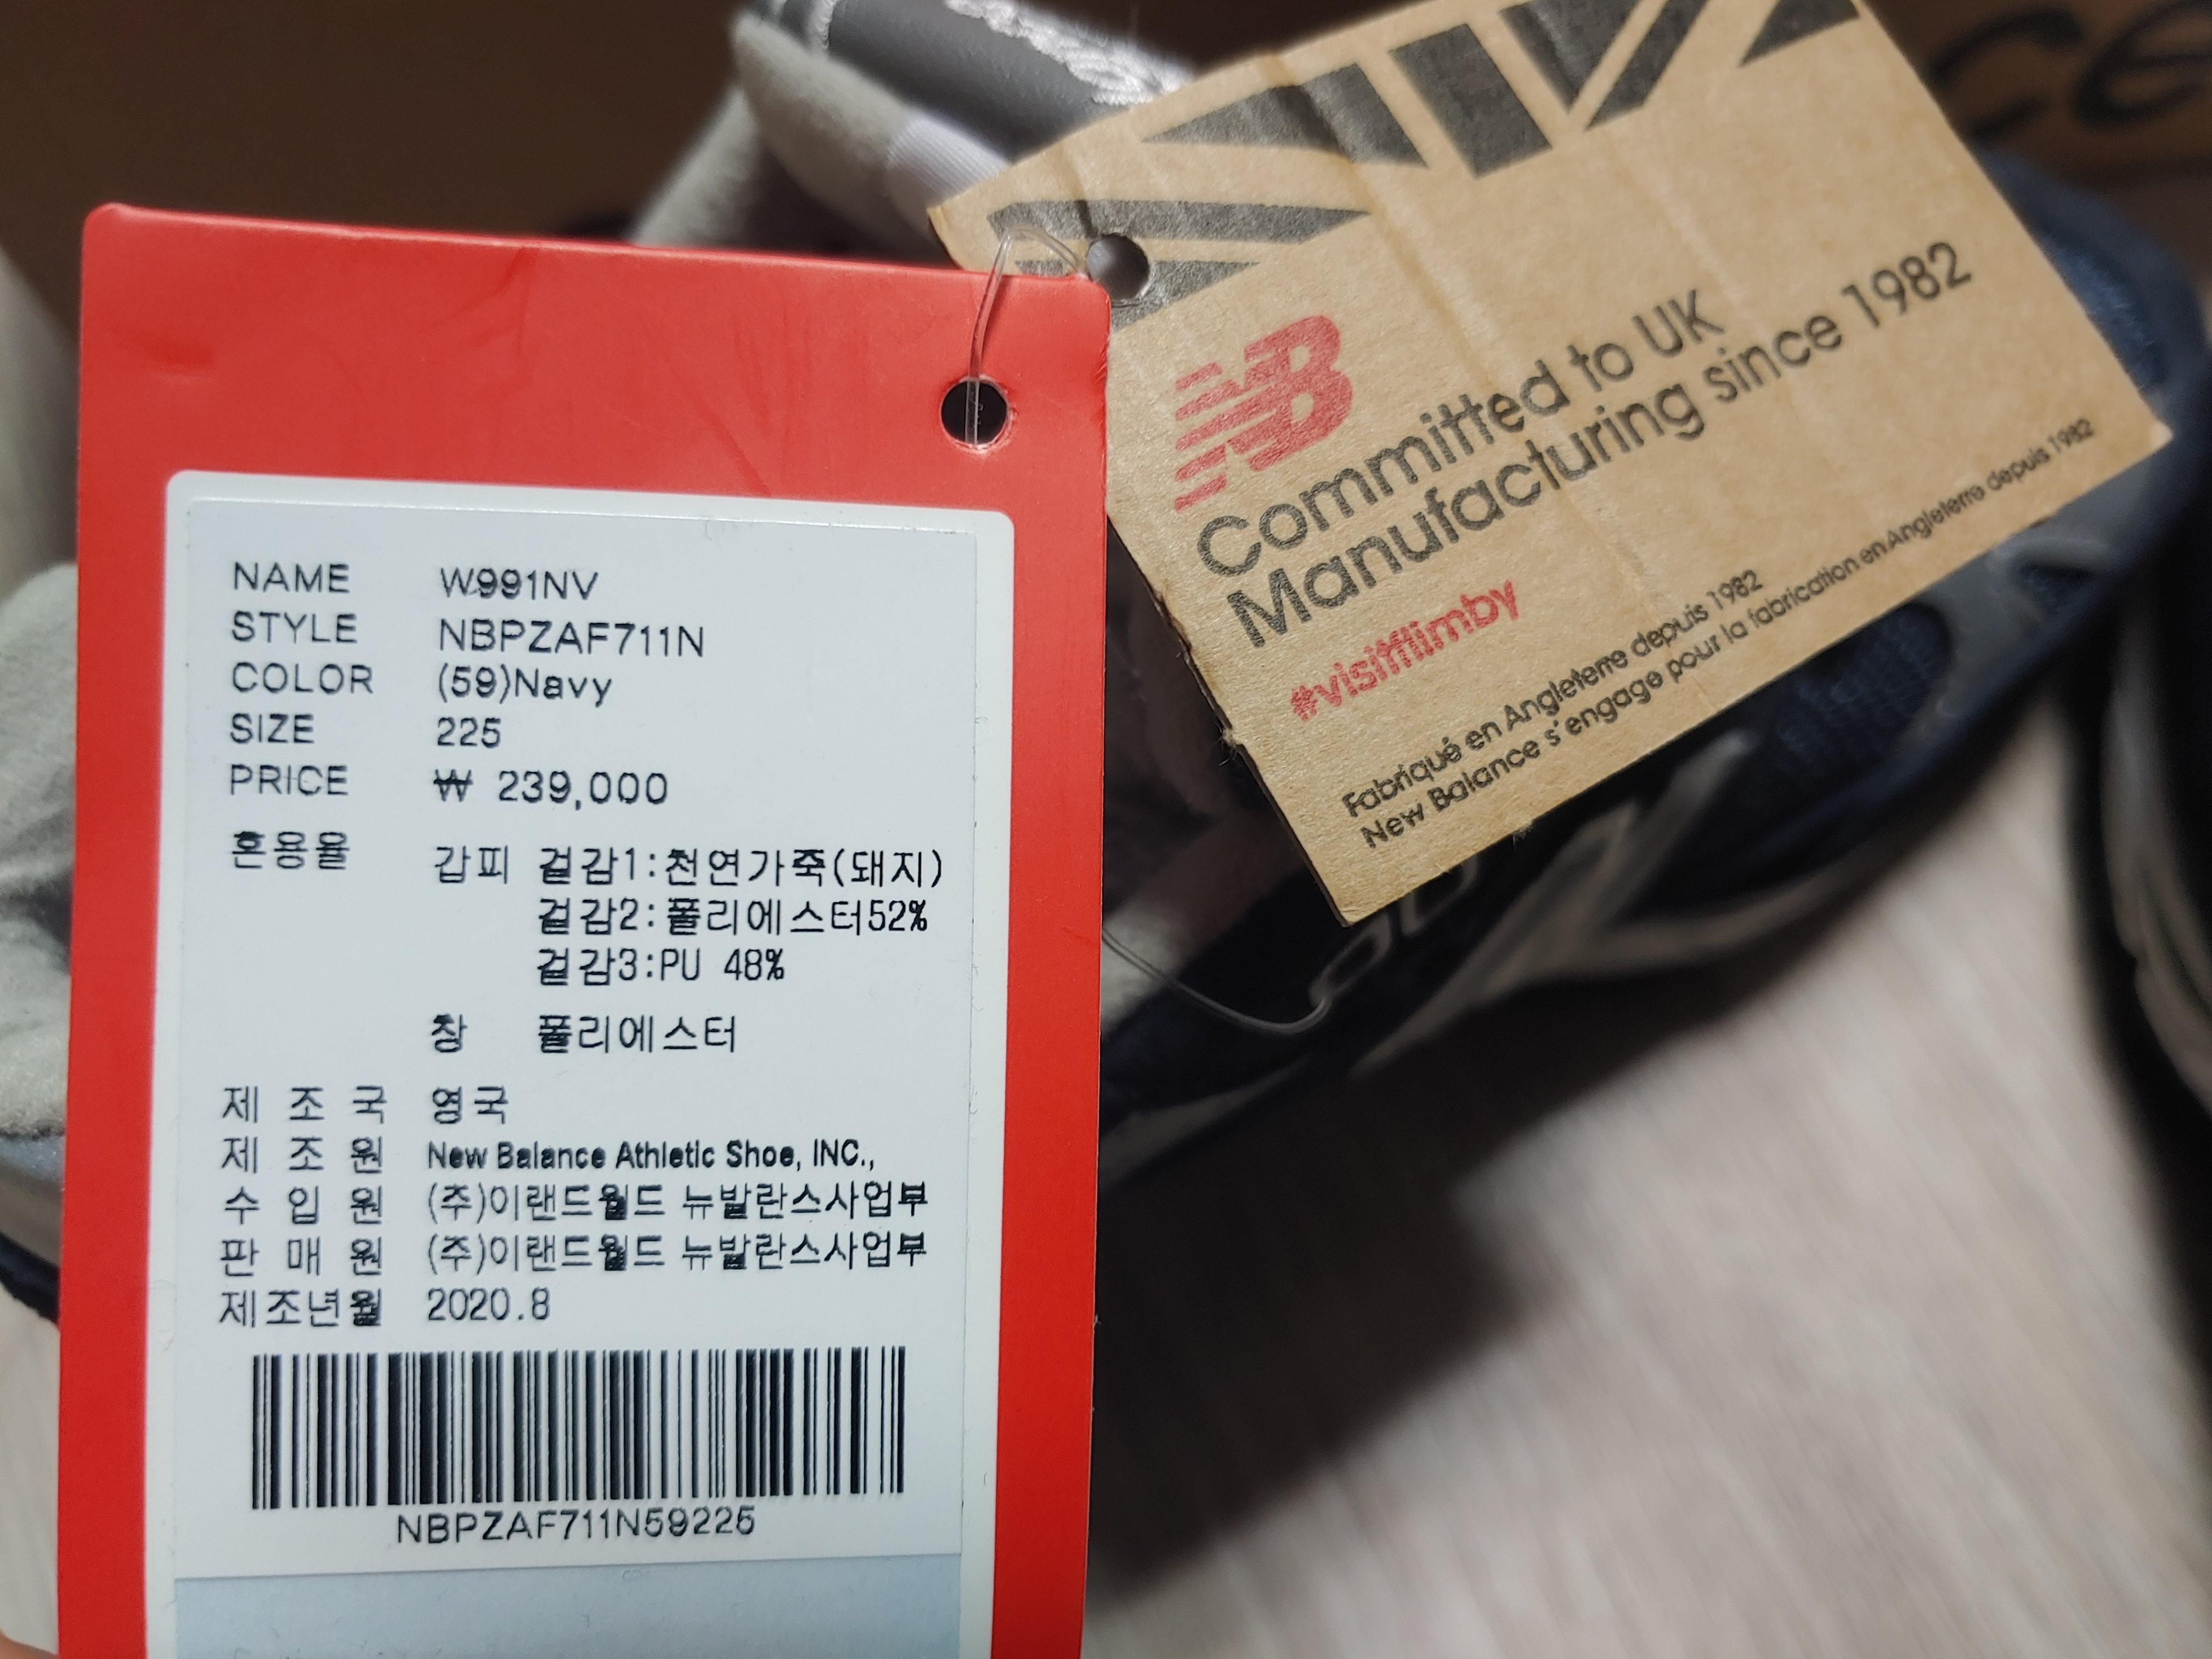 NAME W991NV
STYLE NBPZAF711N
COLOR (59)Navy
SIZE 225
PRICE ₩ 239,000
혼용율 갑피 겉감1:천연가죽(돼지)
겉감2:폴리에스터52%
겉감3:PU 48%
창 폴리에스터
제 조 국 영국
제 조 원 New Balance Athletic Shoe, INC.,
수 입 원 (주)이랜드월드 뉴발란스사업부
판 매 원 (주)이랜드월드 뉴발란스사업부
제조년월 2020.8
NBPZAF711N59225
NB
Committed to UK
Manufacturing since 1982
#visitflimby
Fabriqué en Angleterre depuis 1982
New Balance s'engage pour la fabrication en Angleterre depuis 1982